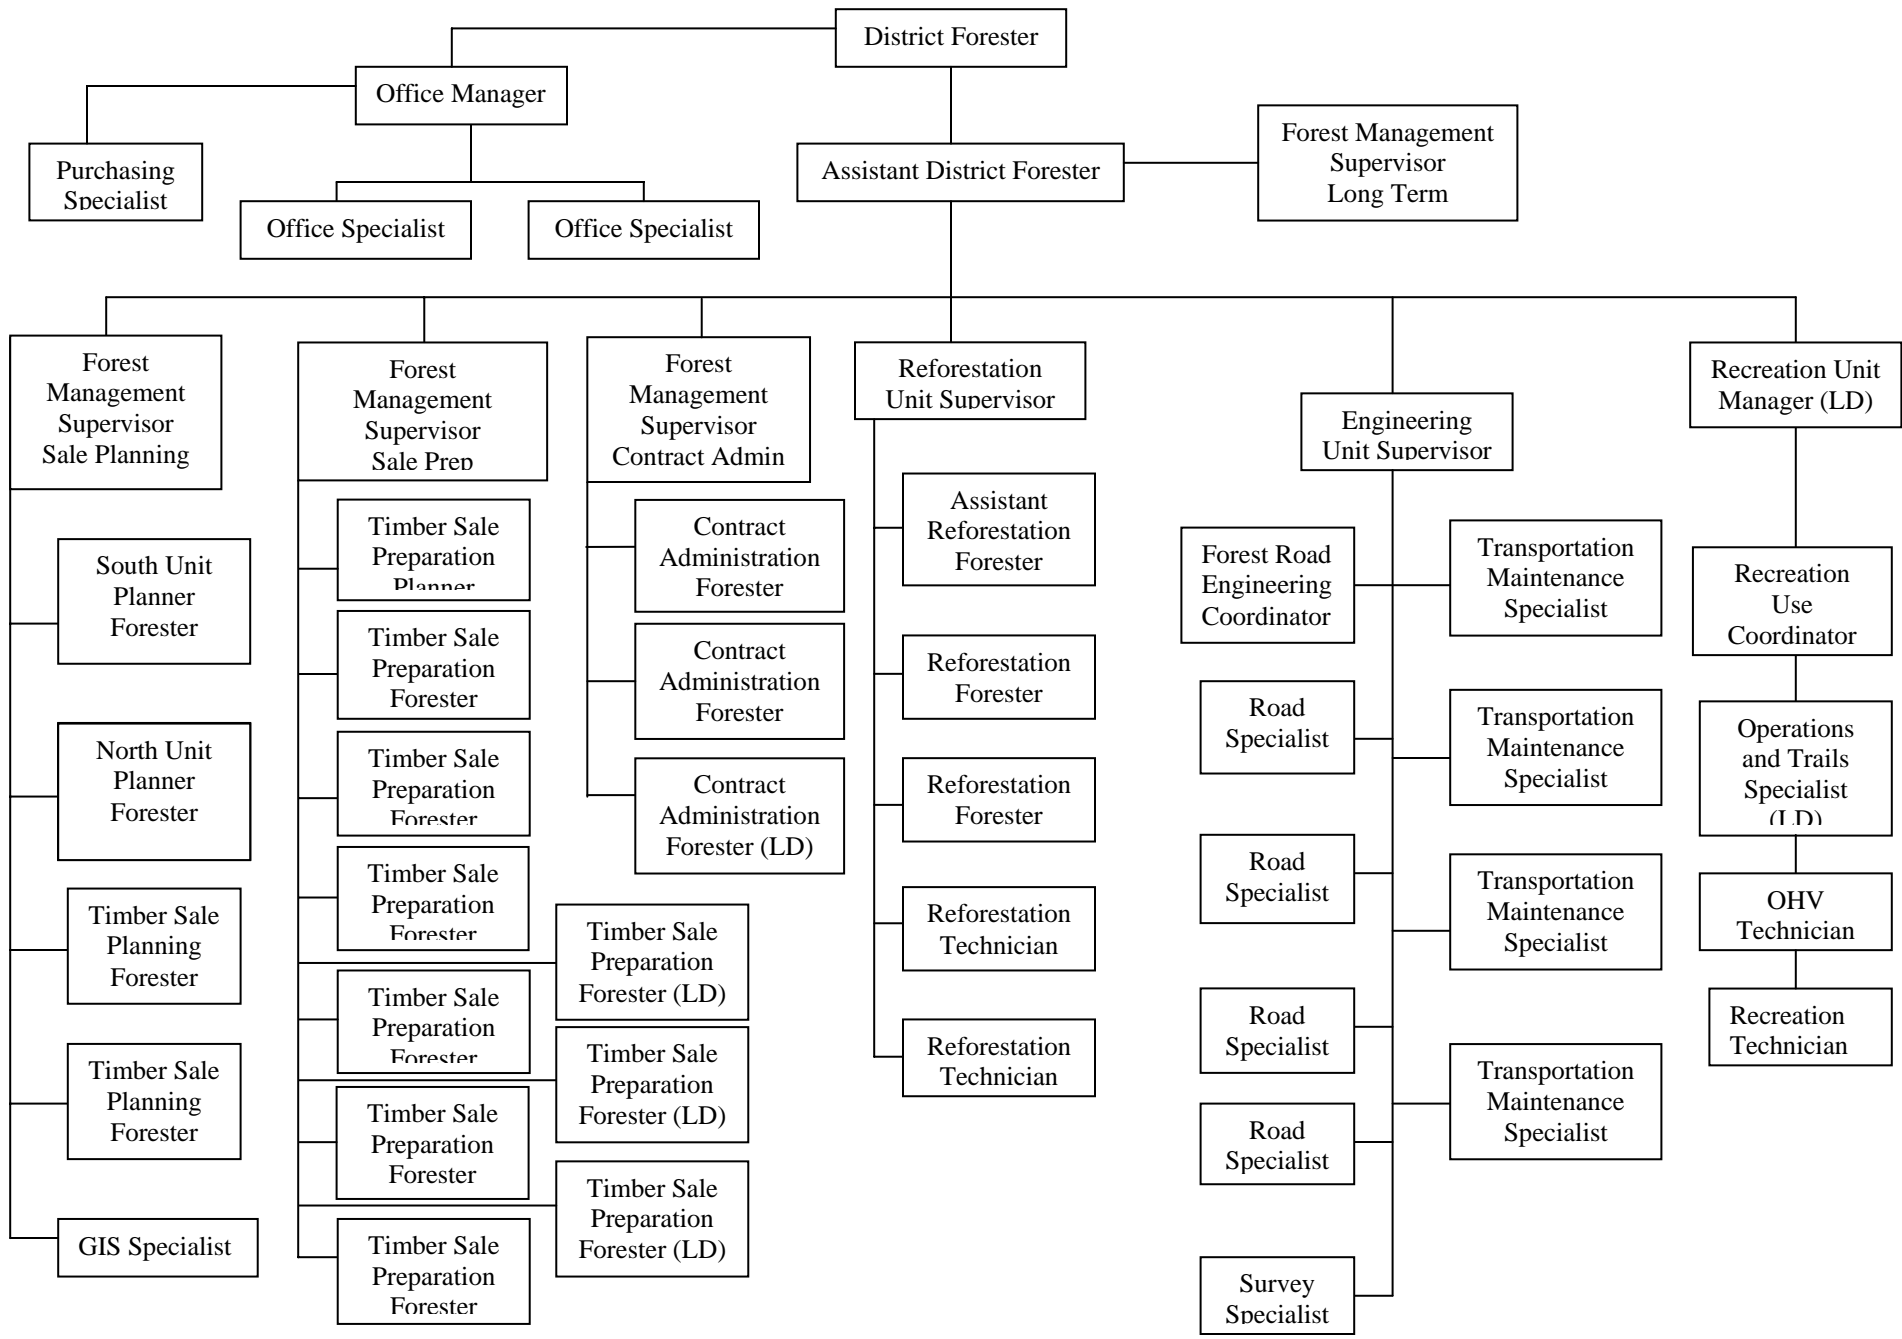 District Forester
Office Manager
Purchasing
Specialist
Office Specialist
Office Specialist
Assistant District Forester
Forest Management
Supervisor
Long Term
Forest
Management
Supervisor
Sale Planning
South Unit
Planner
Forester
North Unit
Planner
Forester
Timber Sale
Planning
Forester
Timber Sale
Planning
Forester
GIS Specialist
Forest
Management
Supervisor
Sale Prep
Timber Sale
Preparation
Planner
Timber Sale
Preparation
Forester
Timber Sale
Preparation
Forester
Timber Sale
Preparation
Forester
Timber Sale
Preparation
Forester
Timber Sale
Preparation
Forester
Timber Sale
Preparation
Forester
Timber Sale
Preparation
Forester (LD)
Timber Sale
Preparation
Forester (LD)
Timber Sale
Preparation
Forester (LD)
Forest
Management
Supervisor
Contract Admin
Contract
Administration
Forester
Contract
Administration
Forester
Contract
Administration
Forester (LD)
Reforestation
Unit Supervisor
Assistant
Reforestation
Forester
Reforestation
Forester
Reforestation
Forester
Reforestation
Technician
Reforestation
Technician
Engineering
Unit Supervisor
Forest Road
Engineering
Coordinator
Road
Specialist
Road
Specialist
Road
Specialist
Road
Specialist
Survey
Specialist
Transportation
Maintenance
Specialist
Transportation
Maintenance
Specialist
Transportation
Maintenance
Specialist
Transportation
Maintenance
Specialist
Recreation Unit
Manager (LD)
Recreation
Use
Coordinator
Operations
and Trails
Specialist
(LD)
OHV
Technician
Recreation
Technician